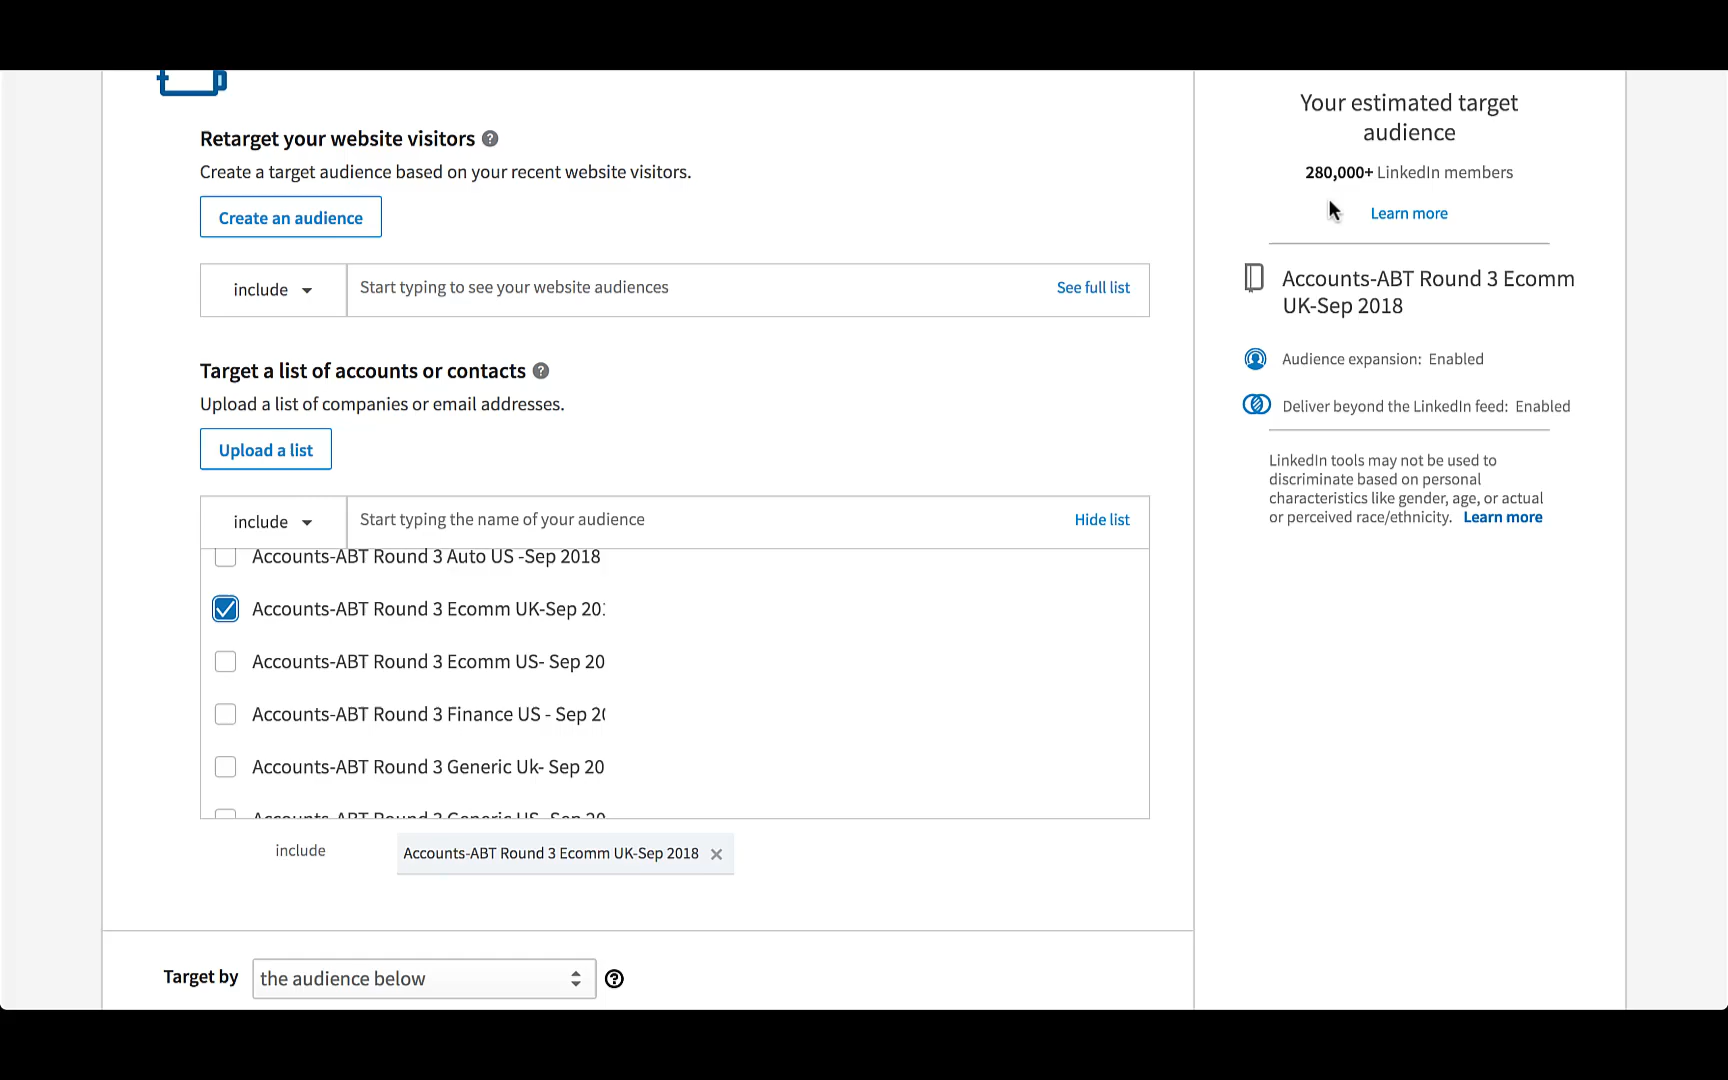 Retarget your website visitors
Create a target audience based on your recent website visitors.
Create an audience
include
Start typing to see your website audiences
See full list
Target a list of accounts or contacts
Upload a list of companies or email addresses.
Upload a list
include
Start typing the name of your audience
Hide list
Accounts-ABT Round 3 Auto US -Sep 2018
Accounts-ABT Round 3 Ecomm UK-Sep 20
Accounts-ABT Round 3 Ecomm US- Sep 20
Accounts-ABT Round 3 Finance US - Sep 2
Accounts-ABT Round 3 Generic Uk- Sep 20
Accounts-ABT Round 3 Generic US- Sep 20
include
Accounts-ABT Round 3 Ecomm UK-Sep 2018
Target by
the audience below
Your estimated target
audience
280,000+ LinkedIn members
Learn more
Accounts-ABT Round 3 Ecomm
UK-Sep 2018
Audience expansion: Enabled
Deliver beyond the LinkedIn feed: Enabled
LinkedIn tools may not be used to
discriminate based on personal
characteristics like gender, age, or actual
or perceived race/ethnicity. Learn more